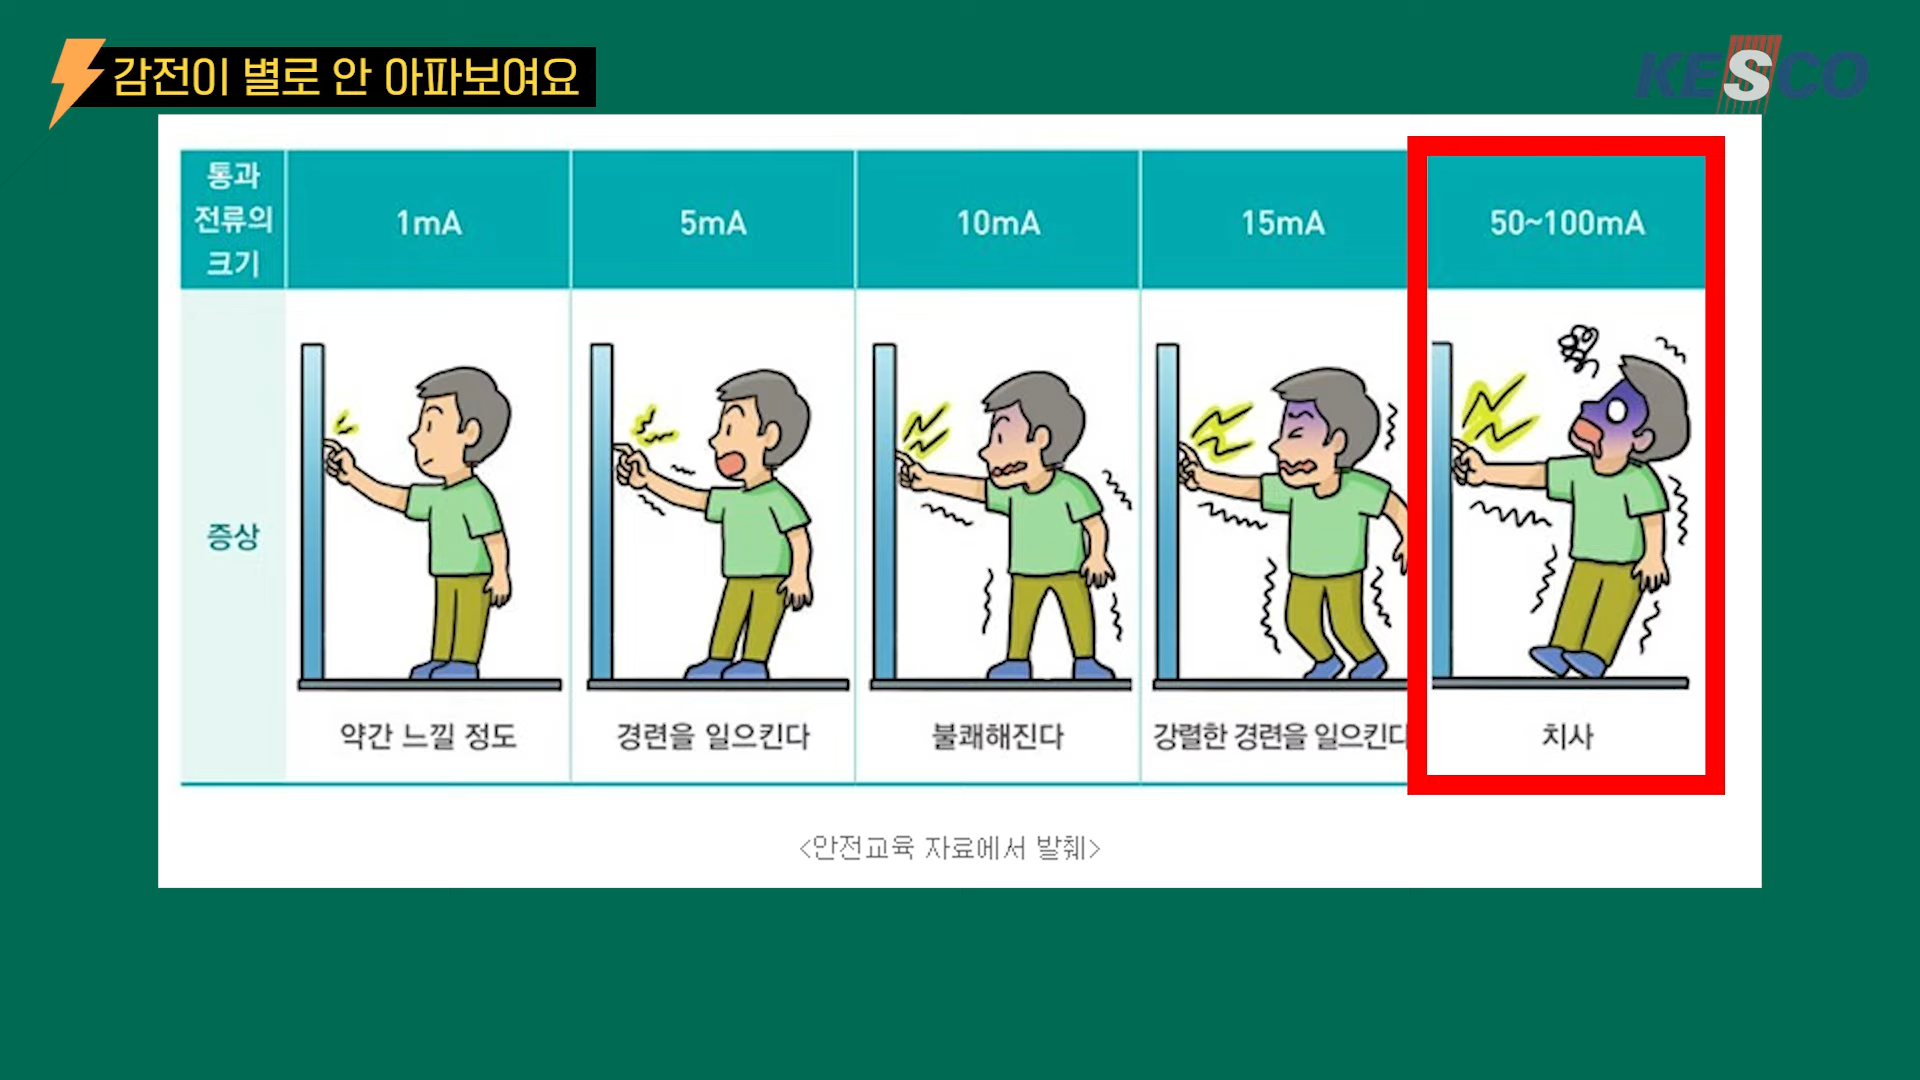 감전이 별로 안 아파보여요
KESCO
통과
전류의
크기
1mA
5mA
10mA
15mA
50~100mA
증상
약간 느낄 정도
경련을 일으킨다
불쾌해진다
강렬한 경련을 일으킨다
치사
<안전교육 자료에서 발췌>